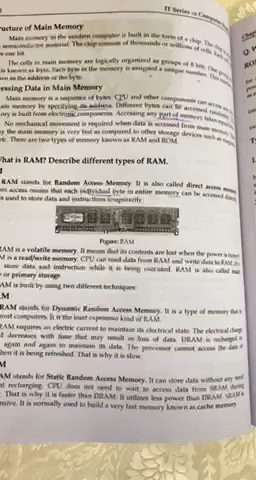 IT Series
ructure of Main Memory
Main memory in the modern computer is built in the form of a chip. The chip is
semiconductor material. The chip consists of thousands or millions of cells. Each
one bit.
The cells in main memory are logically organized as groups of 8 bits. One
is known as byte. Each byte in the memory is assigned a unique number.
wn as the address of the byte.
essing Data in Main Memory
Main memory is a sequence of bytes. CPU and other components can access
ain memory by specifying its address. Different bytes can be accessed randomly.
ory is built from electronic components. Accessing any part of memory takes equal
No mechanical movement is required when data is accessed from main memory.
y the main memory is very fast as compared to other storage devices such as
There are two types of memory known as RAM and ROM.
hat is RAM? Describe different types of RAM.
RAM stands for Random Access Memory. It is also called direct access memory.
access means that each individual byte in entire memory can be accessed directly.
is used to store data and instructions temporarily.
Figure: RAM
RAM is a volatile memory. It means that its contents are lost when the power is turned
M is a read/write memory. CPU can read data from RAM and write data to RAM.
store data and instruction while it is being executed. RAM is also called main
or primary storage
AM is built by using two different techniques:
RAM stands for Dynamic Random Access Memory. It is a type of memory that is
most computers. It is the least expensive kind of RAM.
RAM requires an electric current to maintain its electrical state. The electrical charge
decreases with time that may result in loss of data. DRAM is recharged or
again and again to maintain its data. The processor cannot access the data of
hen it is being refreshed. That is why it is slow.
AM stands for Static Random Access Memory. It can store data without any need
nt recharging. CPU does not need to wait to access data from SRAM during
That is why it is faster than DRAM. It utilizes less power than DRAM. SRAM is
nsive. It is normally used to build a very fast memory known as cache memory